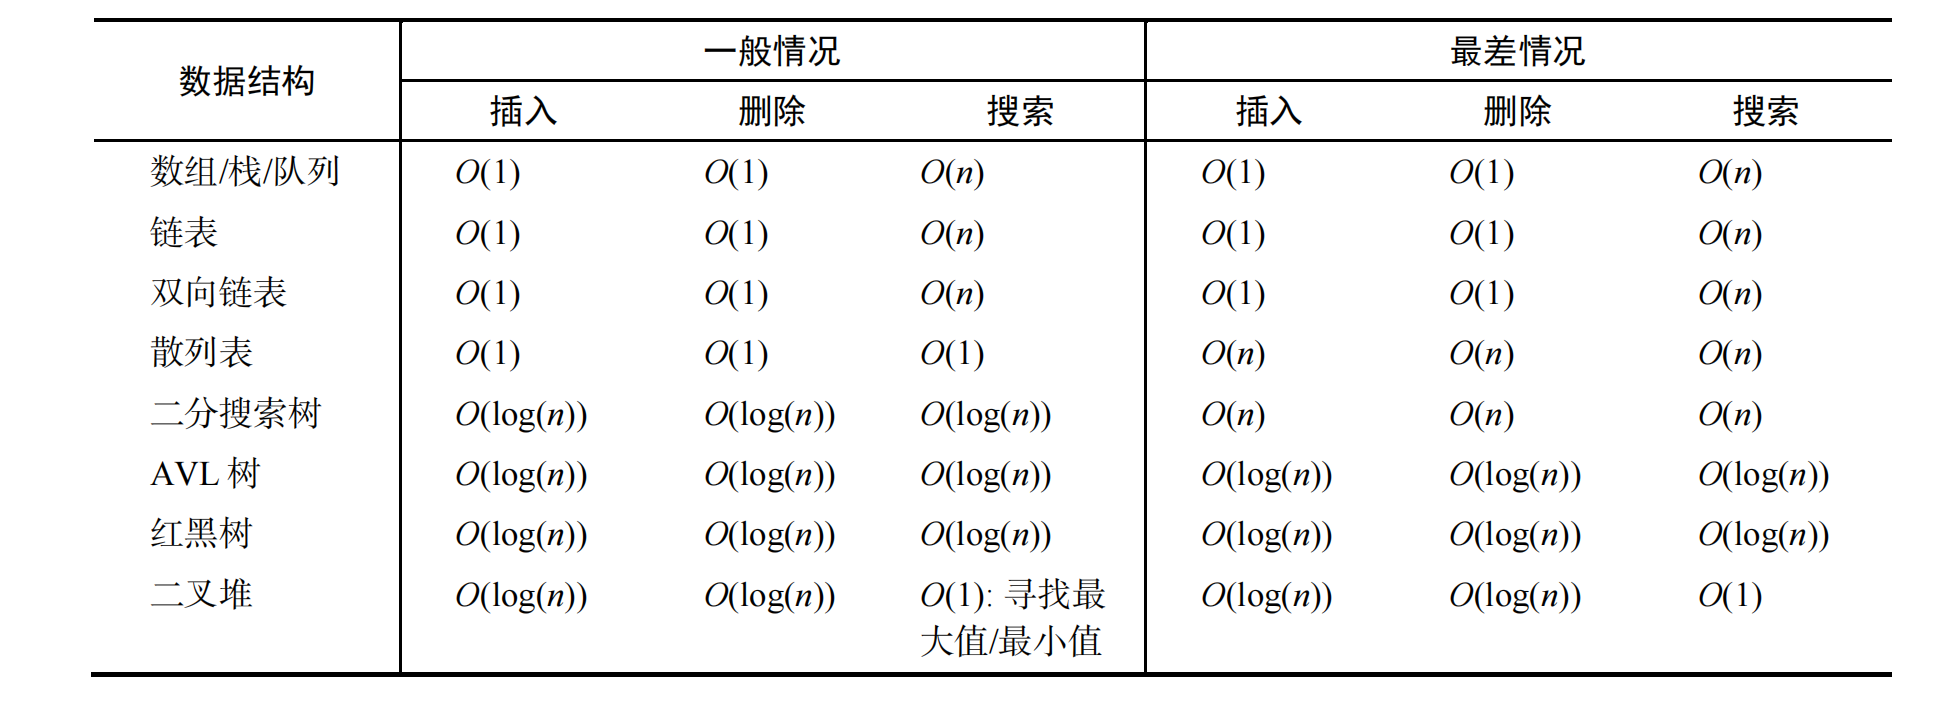 数据结构 一般情况 最差情况
插入 删除 搜索 插入 删除 搜索
数组/栈/队列 O(1) O(1) O(n) O(1) O(1) O(n)
链表 O(1) O(1) O(n) O(1) O(1) O(n)
双向链表 O(1) O(1) O(n) O(1) O(1) O(n)
散列表 O(1) O(1) O(1) O(n) O(n) O(n)
二分搜索树 O(log(n)) O(log(n)) O(log(n)) O(n) O(n) O(n)
AVL 树 O(log(n)) O(log(n)) O(log(n)) O(log(n)) O(log(n)) O(log(n))
红黑树 O(log(n)) O(log(n)) O(log(n)) O(log(n)) O(log(n)) O(log(n))
二叉堆 O(log(n)) O(log(n)) O(1): 寻找最 O(log(n)) O(log(n)) O(1)
大值/最小值